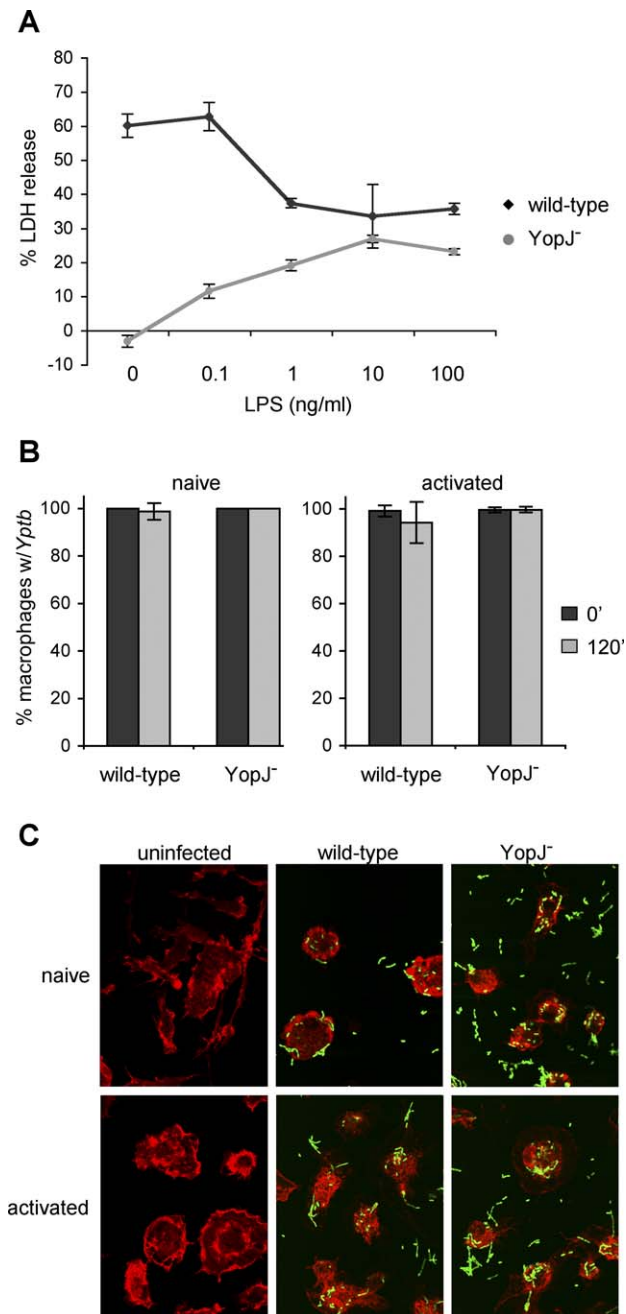 A
80
70
60
50
40
30
20
10
0
-10
% LDH release
0 0.1 1 10 100
LPS (ng/ml)
wild-type
YopJ-
B
naive activated
% macrophages w/Yptb
100
80
60
40
20
0
wild-type YopJ-
100
80
60
40
20
0
wild-type YopJ-
0'
120'
C
uninfected wild-type YopJ-
naive
activated